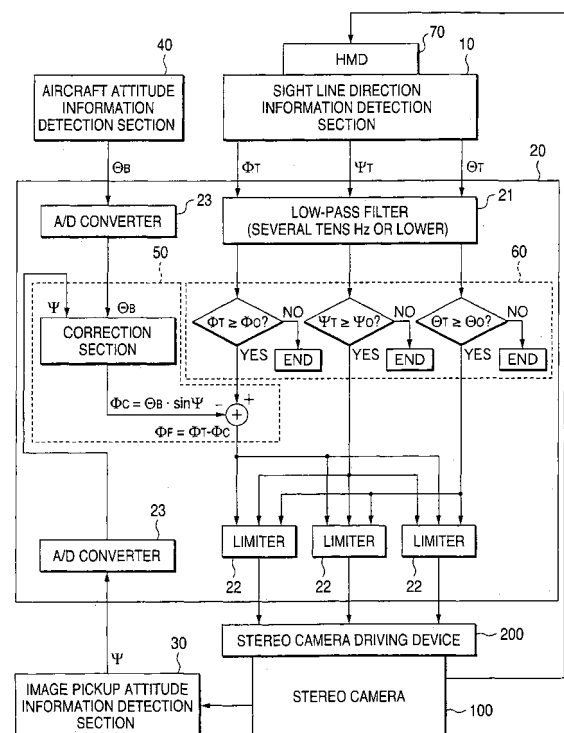 40
70
10
HMD
AIRCRAFT ATTITUDE
INFORMATION
DETECTION SECTION
SIGHT LINE DIRECTION
INFORMATION DETECTION
SECTION
ΘB
ΦT
ΨT
ΘT
20
23
21
A/D CONVERTER
LOW-PASS FILTER
(SEVERAL TENS Hz OR LOWER)
50
60
Ψ
ΘB
CORRECTION
SECTION
ΦT ≥ ΦO?
NO
ΨT ≥ ΨO?
NO
ΘT ≥ ΘO?
NO
YES
END
YES
END
YES
END
ΦC = ΘB · sinΨ
−
+
+
ΦF = ΦT-ΦC
23
A/D CONVERTER
LIMITER
LIMITER
LIMITER
22
22
22
Ψ
200
STEREO CAMERA DRIVING DEVICE
30
IMAGE PICKUP ATTITUDE
INFORMATION DETECTION
SECTION
STEREO CAMERA
100